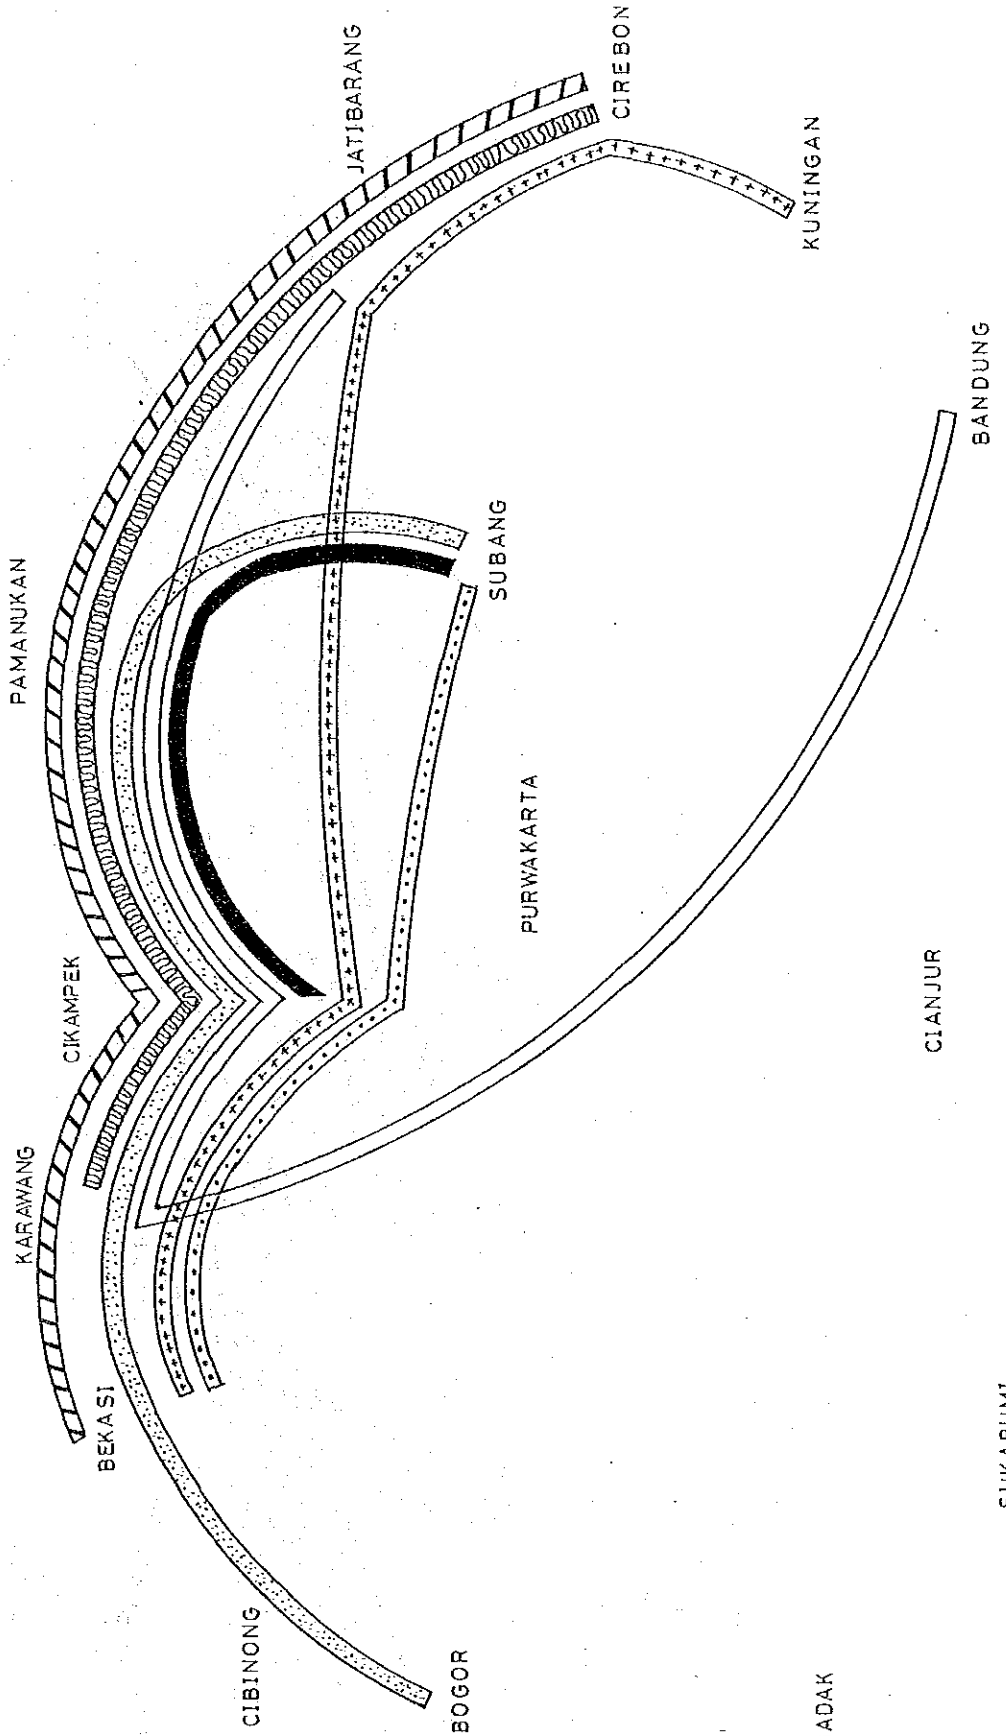 PAMANUKAN
KARAWANG
CIKAMPEK
BEKASI
CIBINONG
JATIBARANG
BOGOR
SUBANG
PURWAKARTA
CIREBON
KUNINGAN
ADAK
CIANJUR
BANDUNG